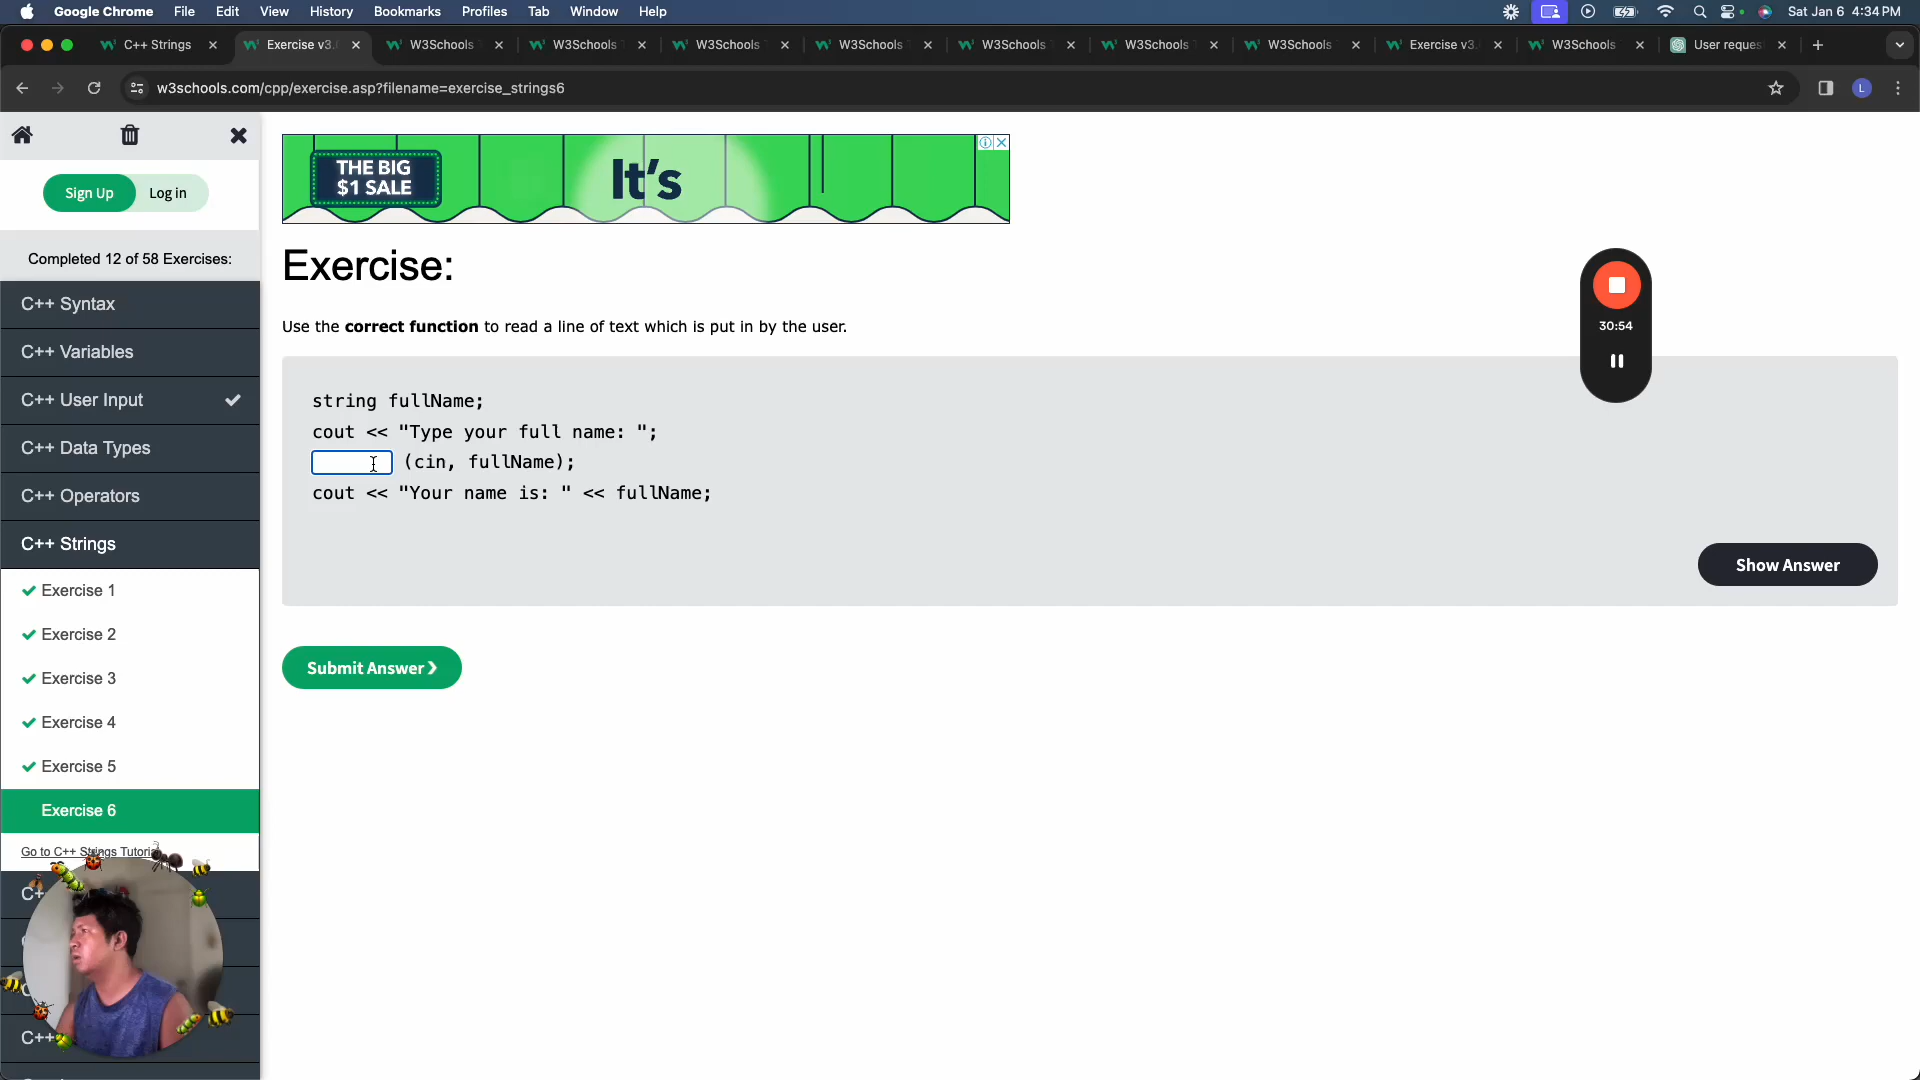 Google Chrome File Edit View History Bookmarks Profiles Tab Window Help Sat Jan 6 4:34 PM
C++ Strings Exercise v3. W3Schools W3Schools W3Schools W3Schools W3Schools W3Schools W3Schools Exercise v3. W3Schools User reques
w3schools.com/cpp/exercise.asp?filename=exercise_strings6 L
Sign Up Log in
Completed 12 of 58 Exercises:
C++ Syntax
C++ Variables
C++ User Input
C++ Data Types
C++ Operators
C++ Strings
Exercise 1
Exercise 2
Exercise 3
Exercise 4
Exercise 5
Exercise 6
Go to C++ Strings Tutorial
C++
THE BIG
$1 SALE
It's
Exercise:
Use the correct function to read a line of text which is put in by the user.
string fullName;
cout << "Type your full name: ";
(cin, fullName);
cout << "Your name is: " << fullName;
Show Answer
Submit Answer ❯
30:54